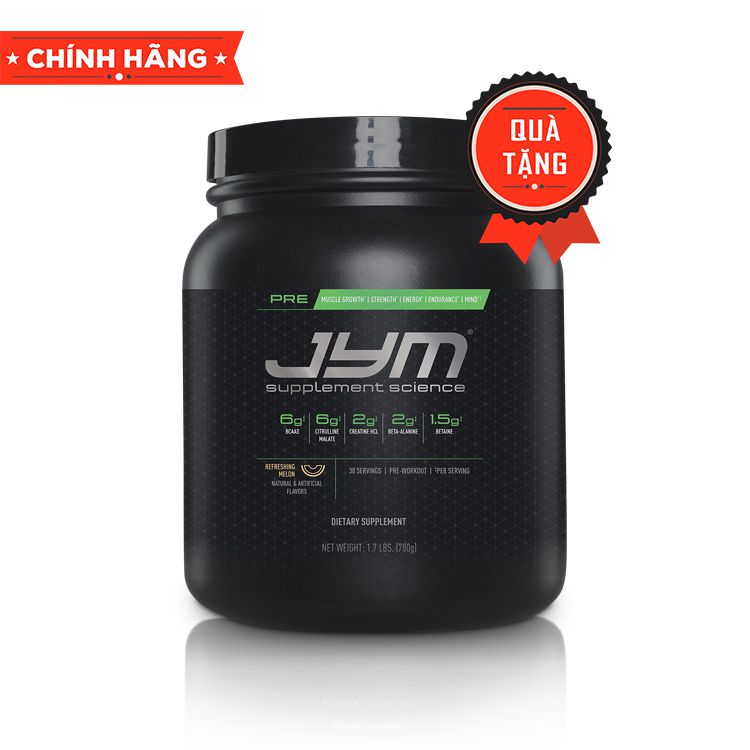 ★ CHÍNH HÃNG ★
QUÀ
TẶNG
PRE MUSCLE GROWTH† | STRENGTH† | ENERGY† | ENDURANCE† | MIND†¹
JYM®
supplement science
6g‡ 6g‡ 2g‡ 2g‡ 1.5g‡
BCAAS CITRULLINE MALATE CREATINE HCL BETA-ALANINE BETAINE
REFRESHING
MELON
NATURAL & ARTIFICIAL
FLAVORS
30 SERVINGS | PRE-WORKOUT | ‡PER SERVING
DIETARY SUPPLEMENT
NET WEIGHT: 1.7 LBS. (780g)